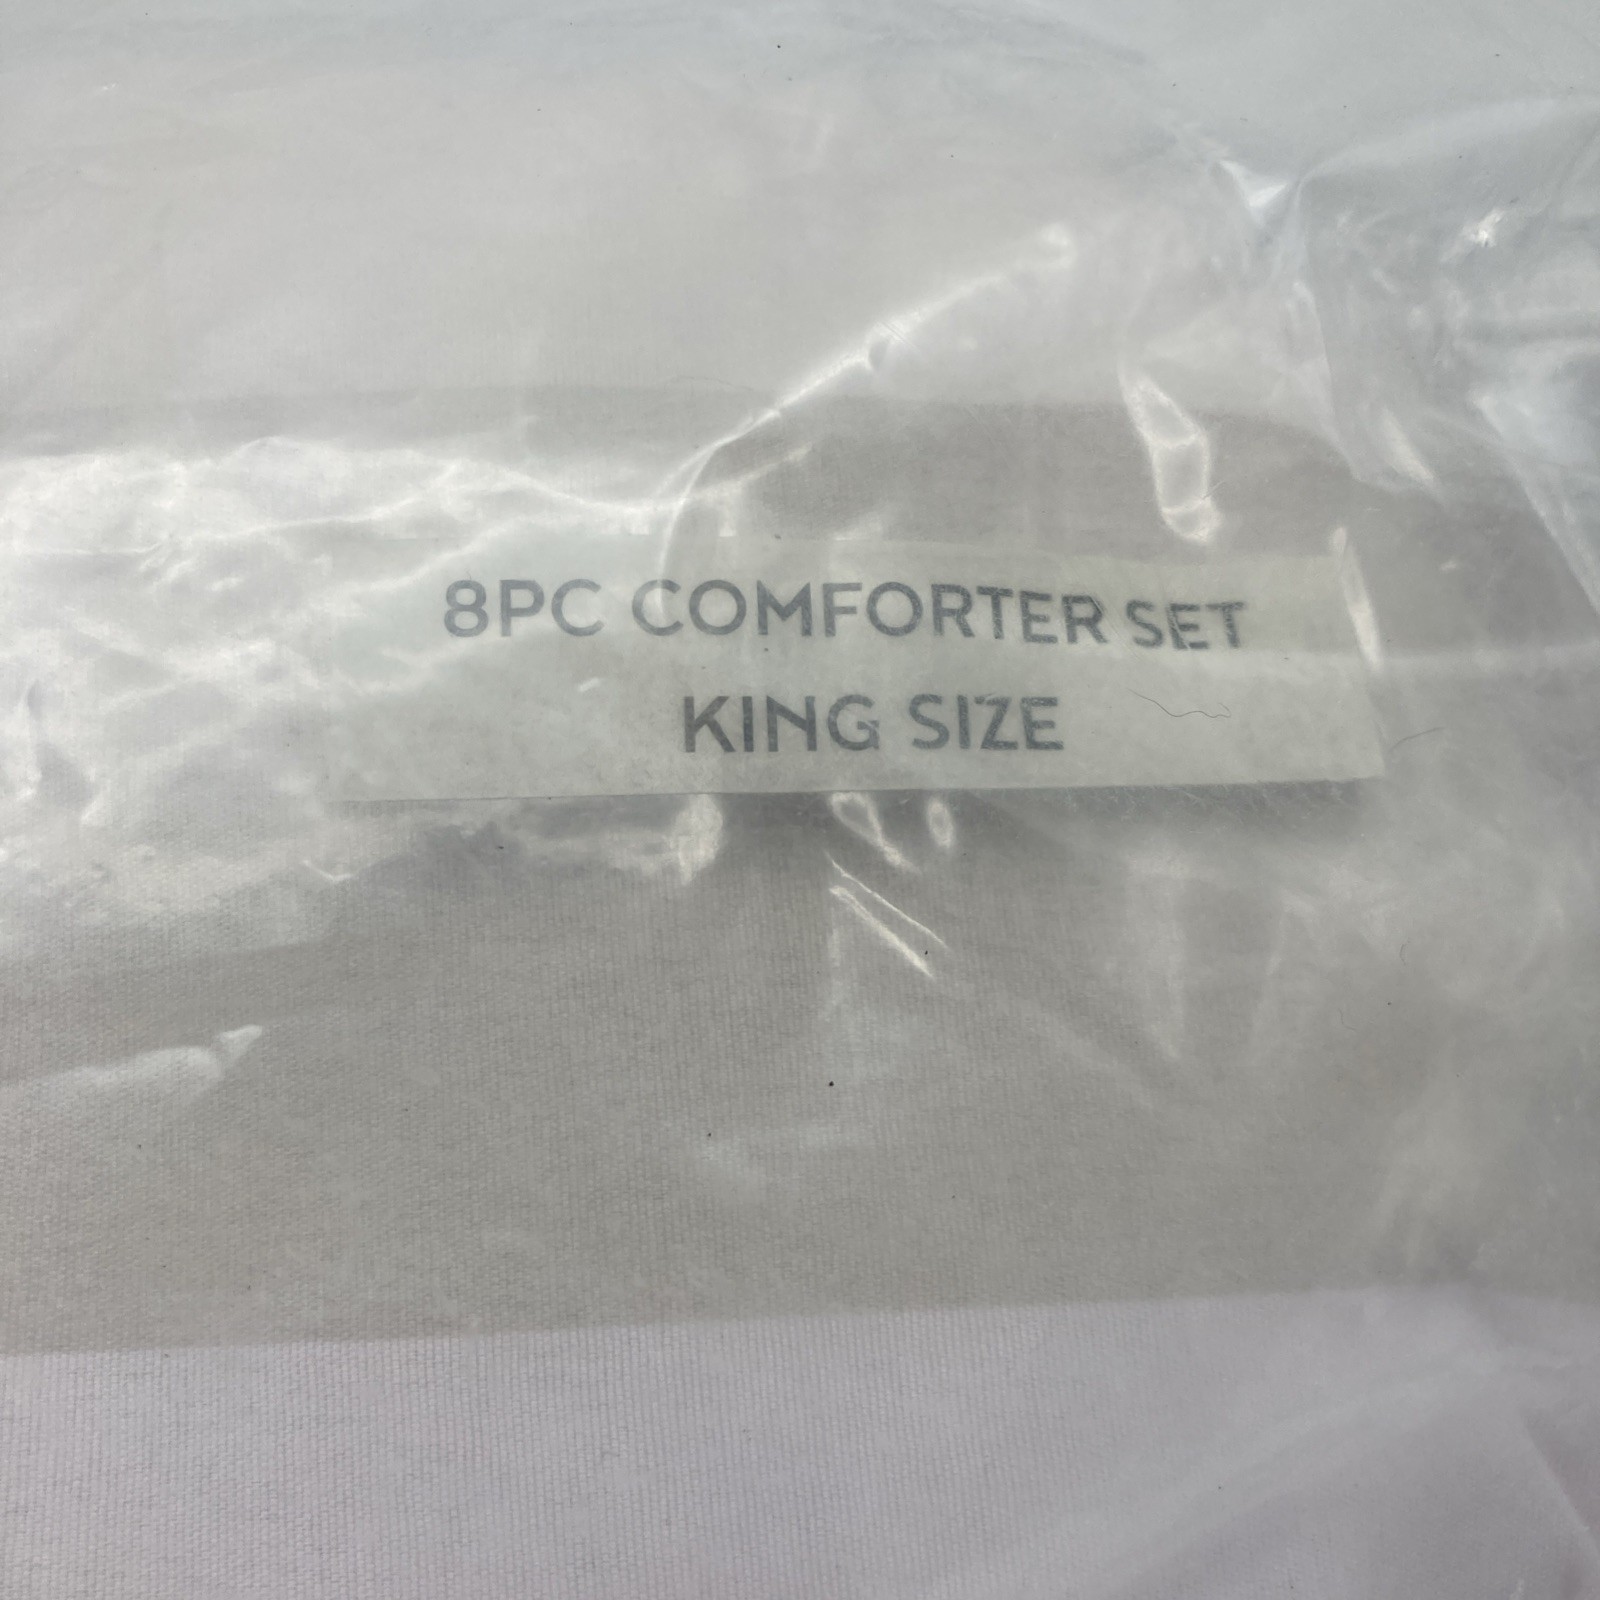 8PC COMFORTER SET
KING SIZE